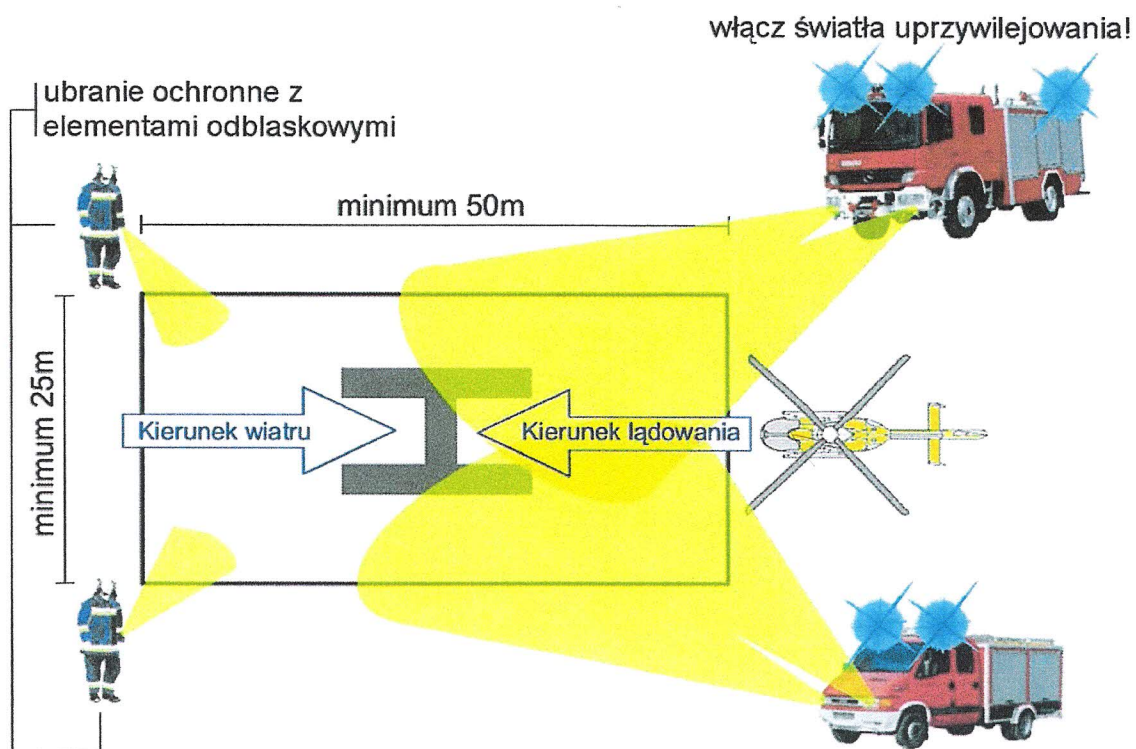 włącz światła uprzywilejowania!
ubranie ochronne z
elementami odblaskowymi
minimum 50m
minimum 25m
Kierunek wiatru
Kierunek lądowania